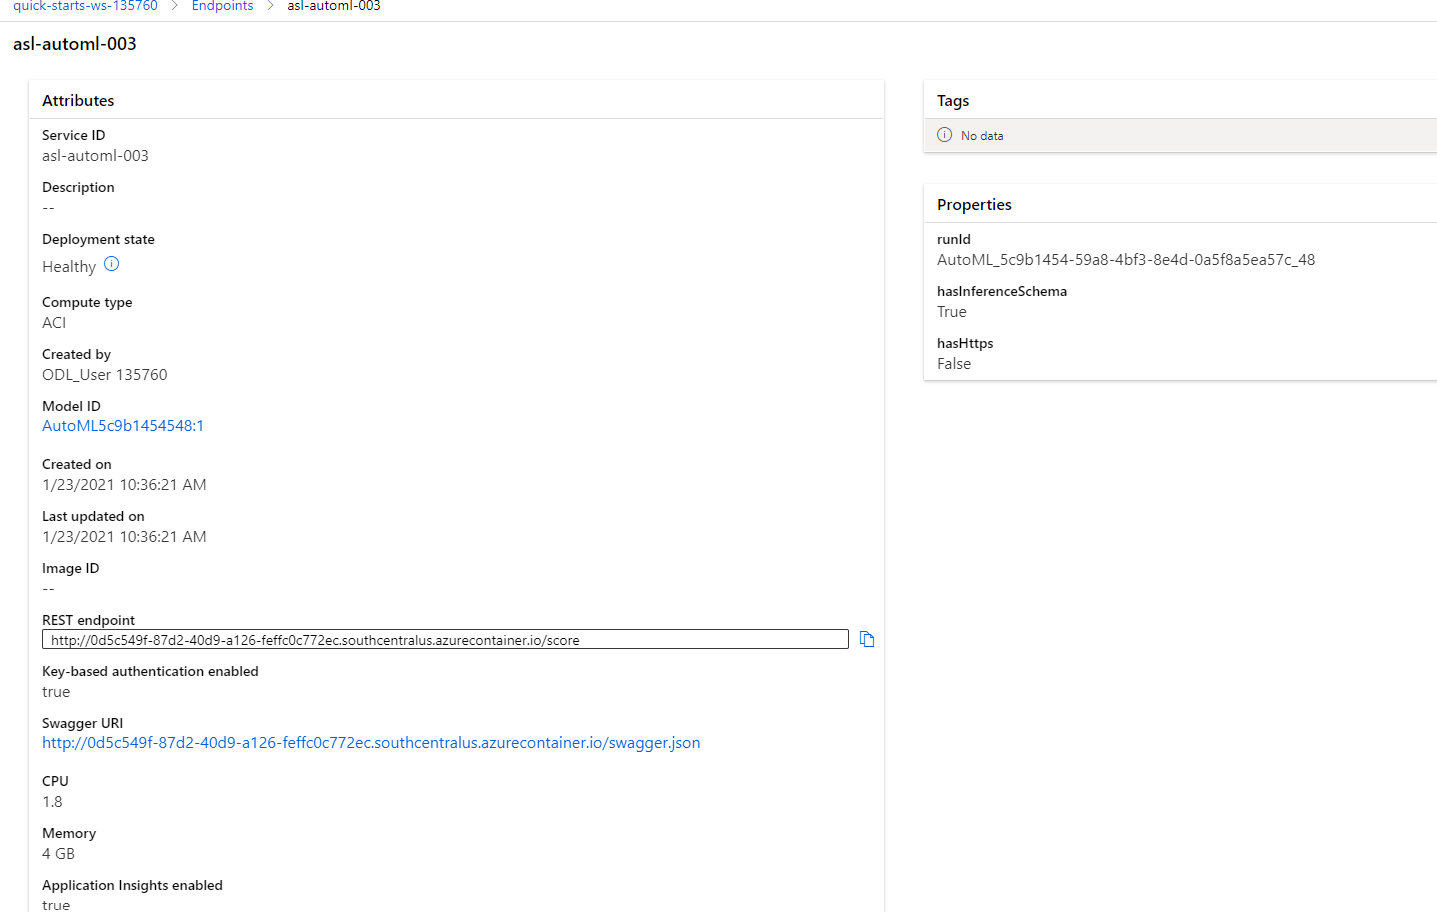 quick-starts-ws-135760 > Endpoints > asl-automl-003
asl-automl-003
Attributes
Service ID
asl-automl-003
Description
--
Deployment state
Healthy
Compute type
ACI
Created by
ODL_User 135760
Model ID
AutoML5c9b1454548:1
Created on
1/23/2021 10:36:21 AM
Last updated on
1/23/2021 10:36:21 AM
Image ID
--
REST endpoint
http://0d5c549f-87d2-40d9-a126-feffc0c772ec.southcentralus.azurecontainer.io/score
Key-based authentication enabled
true
Swagger URI
http://0d5c549f-87d2-40d9-a126-feffc0c772ec.southcentralus.azurecontainer.io/swagger.json
CPU
1.8
Memory
4 GB
Application Insights enabled
true
Tags
No data
Properties
runId
AutoML_5c9b1454-59a8-4bf3-8e4d-0a5f8a5ea57c_48
hasInferenceSchema
True
hasHttps
False